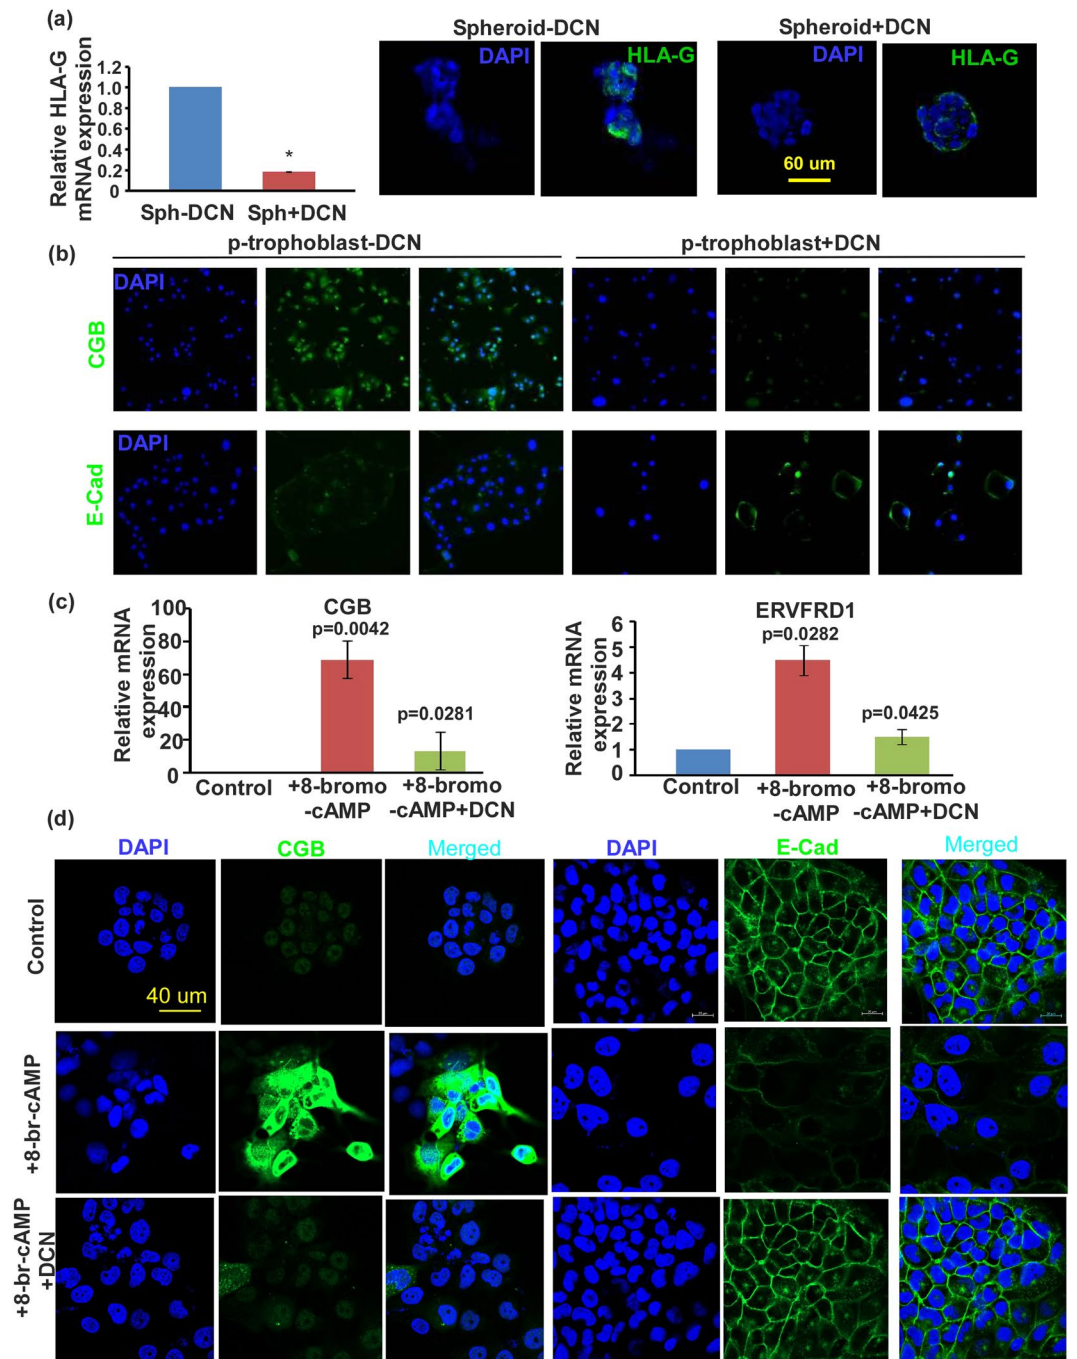 (a)
Relative HLA-G
mRNA expression
1.2
1.0
0.8
0.6
0.4
0.2
0
*
Sph-DCN
Sph+DCN
Spheroid-DCN
DAPI
HLA-G
Spheroid+DCN
DAPI
60 um
HLA-G
(b)
p-trophoblast-DCN
p-trophoblast+DCN
CGB
DAPI
E-Cad
DAPI
(c)
Relative mRNA
expression
100
80
60
40
20
0
CGB
p=0.0042
p=0.0281
Control
+8-bromo
-cAMP
+8-bromo
-cAMP+DCN
Relative mRNA
expression
6
5
4
3
2
1
0
ERVFRD1
p=0.0282
p=0.0425
Control
+8-bromo
-cAMP
+8-bromo
-cAMP+DCN
(d)
DAPI
CGB
Merged
DAPI
E-Cad
Merged
Control
40 um
+8-br-cAMP
+8-br-cAMP
+DCN